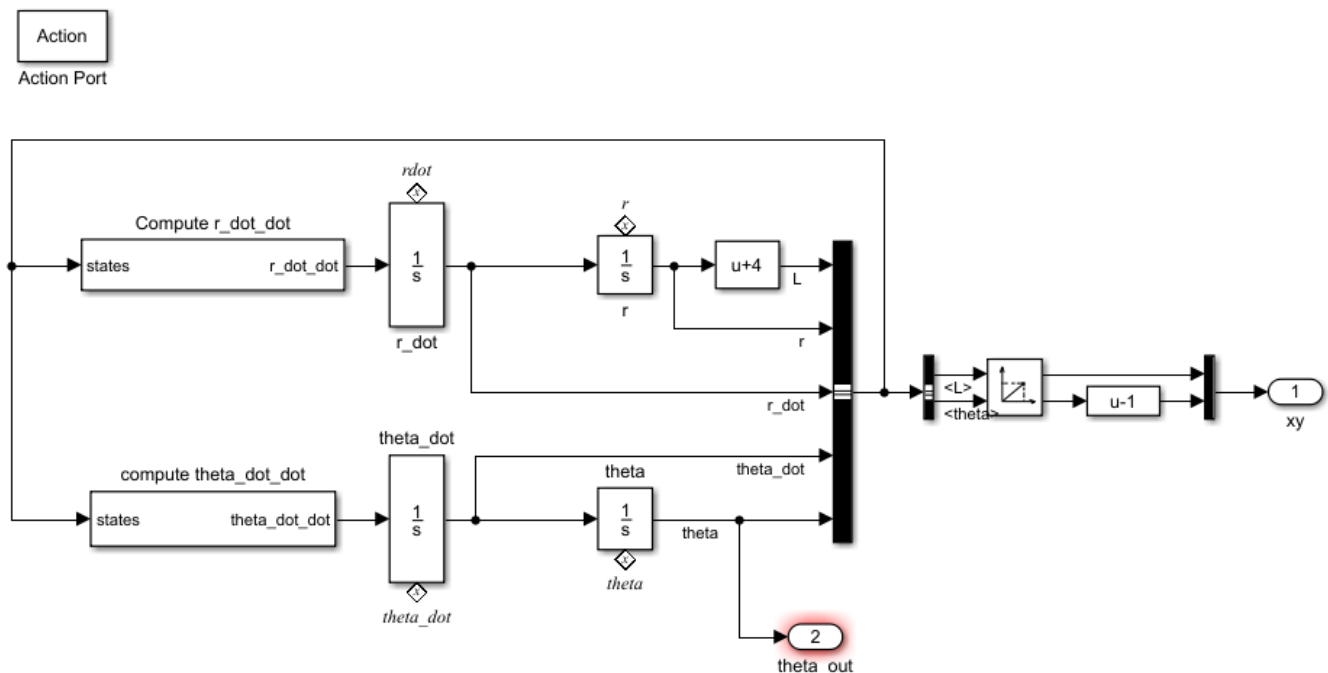 Action
Action Port
rdot
x
Compute r_dot_dot
states
r_dot_dot
1
s
r_dot
r
x
1
s
r
u+4
L
r
r_dot
<L>
<theta>
u-1
1
xy
theta_dot
compute theta_dot_dot
states
theta_dot_dot
1
s
x
theta_dot
theta_dot
theta
1
s
x
theta
theta
2
theta_out